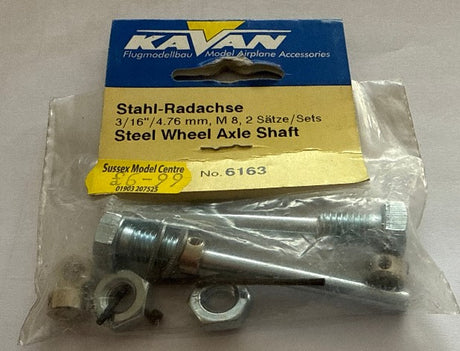 KAVAN
Flugmodellbau Model Airplane Accessories
Stahl-Radachse
3/16"/4.76 mm, M 8, 2 Sätze/Sets
Steel Wheel Axle Shaft
No. 6163
Sussex Model Centre
£6-99
01903 207525